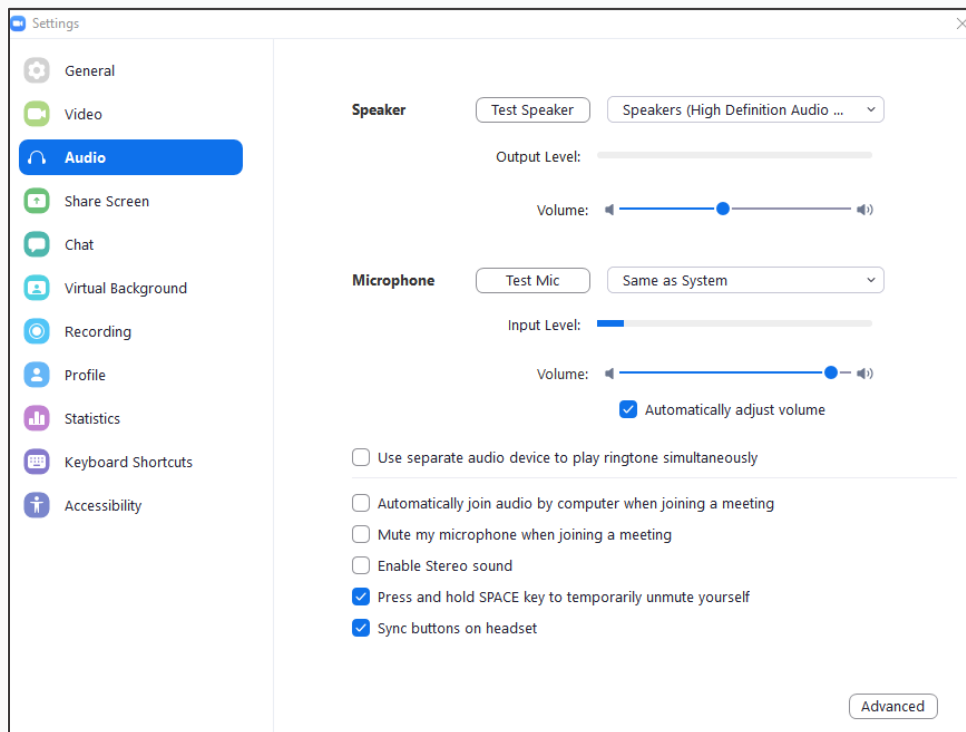 Settings
General
Video
Audio
Share Screen
Chat
Virtual Background
Recording
Profile
Statistics
Keyboard Shortcuts
Accessibility
Speaker Test Speaker Speakers (High Definition Audio ...
Output Level:
Volume:
Microphone Test Mic Same as System
Input Level:
Volume:
Automatically adjust volume
Use separate audio device to play ringtone simultaneously
Automatically join audio by computer when joining a meeting
Mute my microphone when joining a meeting
Enable Stereo sound
Press and hold SPACE key to temporarily unmute yourself
Sync buttons on headset
Advanced